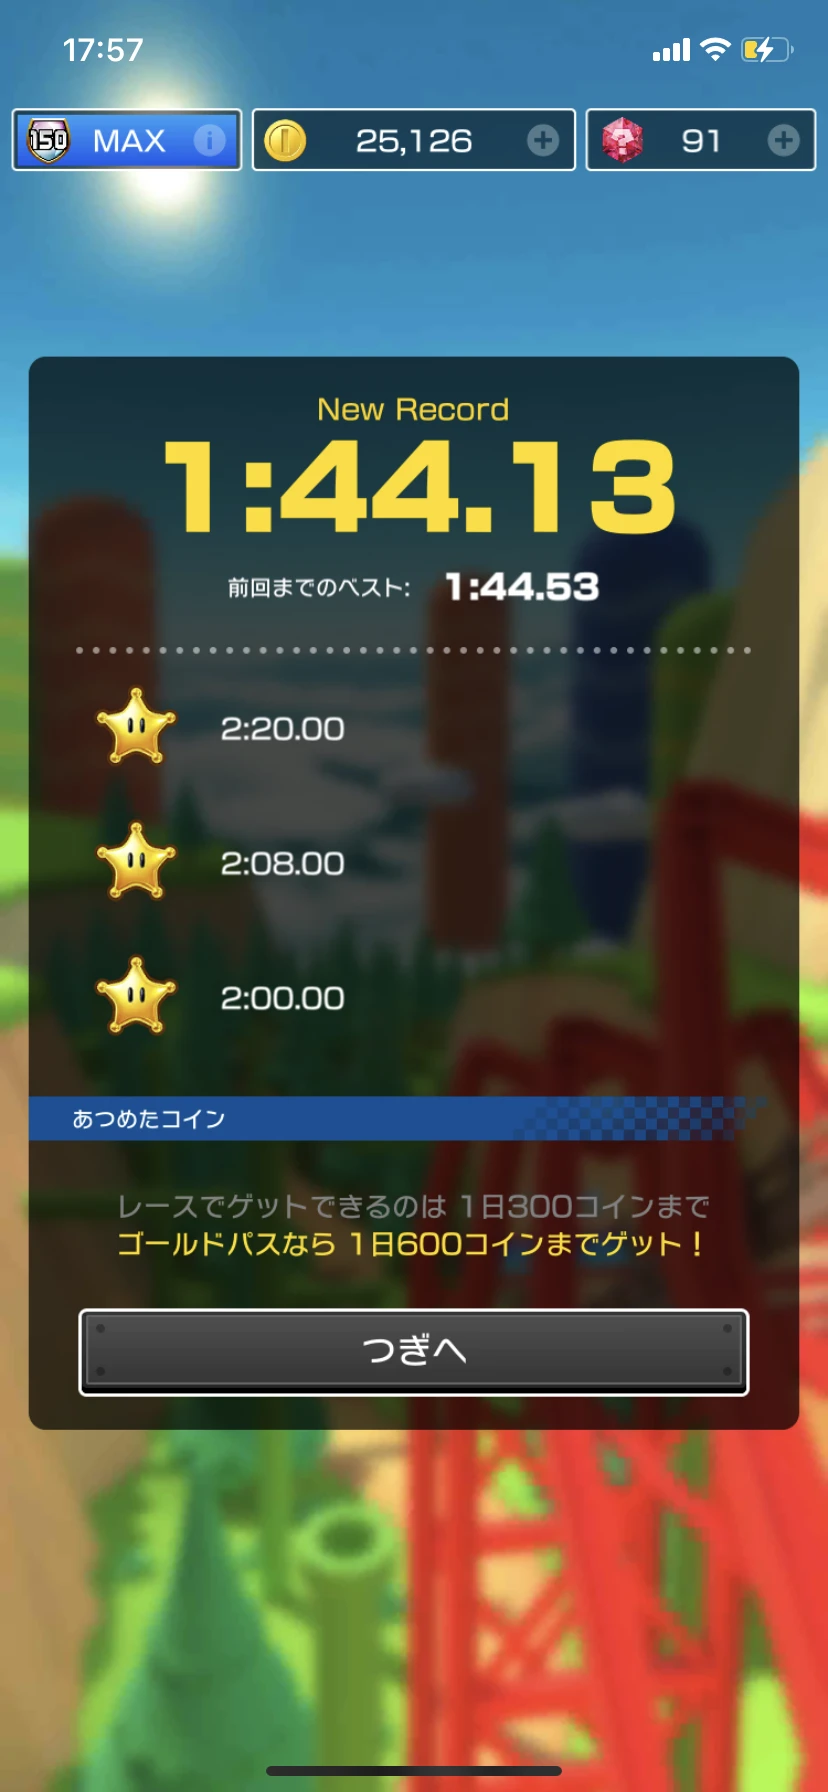 17:57
150 MAX i 25,126 + 91 +
New Record
1:44.13
前回までのベスト: 1:44.53
2:20.00
2:08.00
2:00.00
あつめたコイン
レースでゲットできるのは 1日300コインまで
ゴールドパスなら 1日600コインまでゲット！
つぎへ